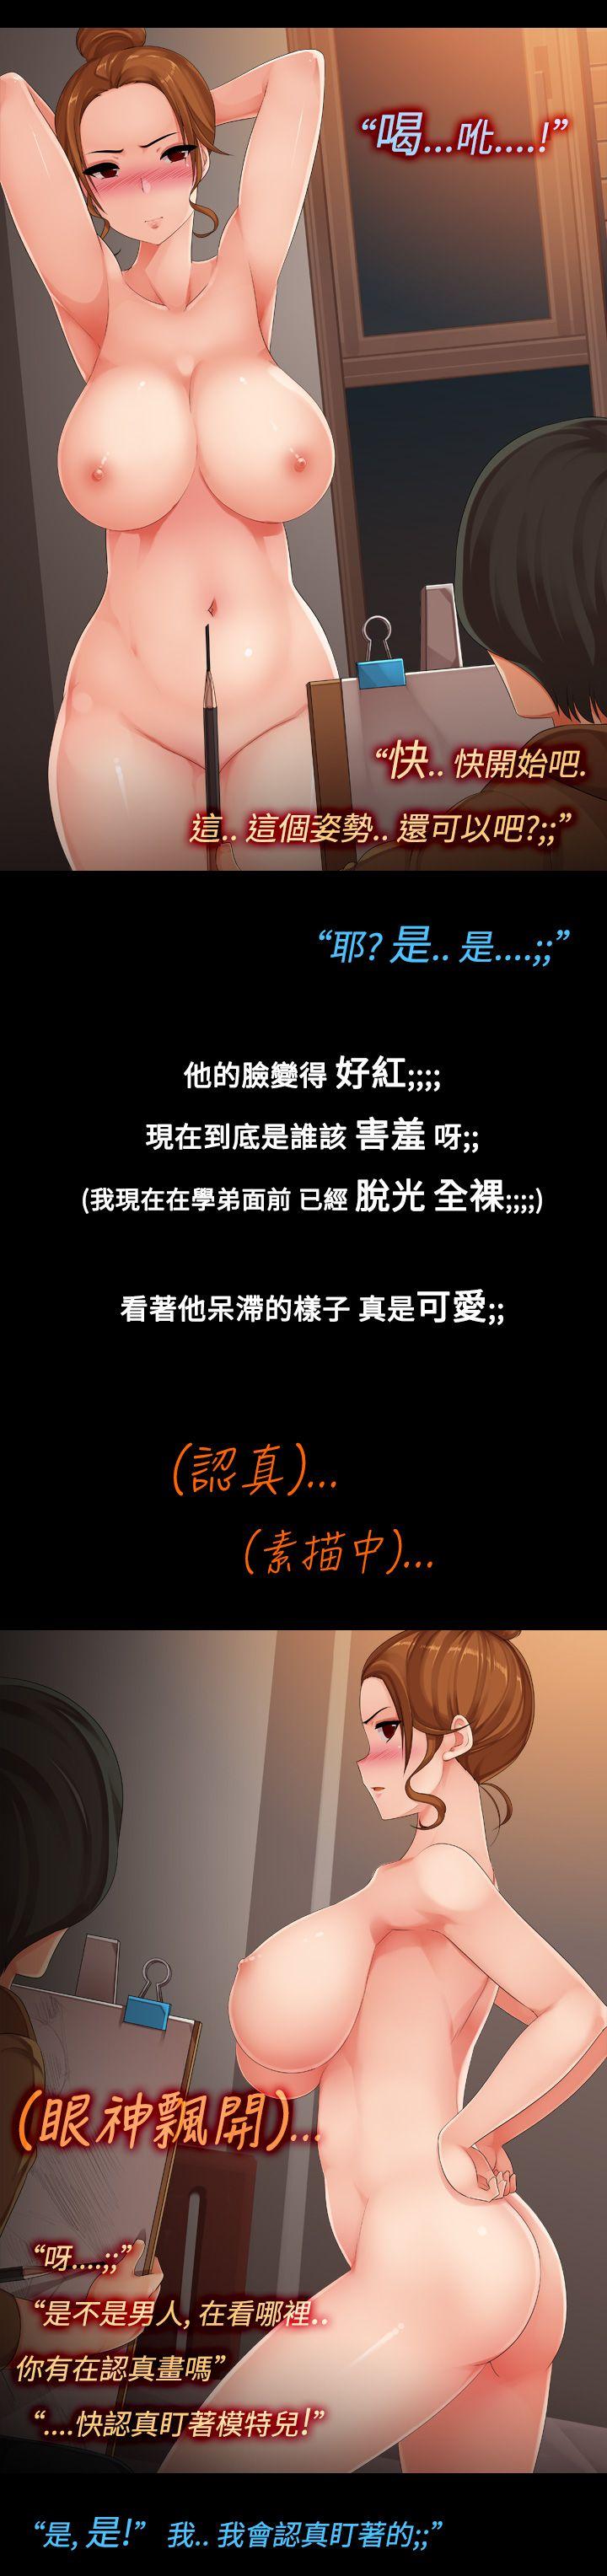 “喝...吡....!”
“快.. 快開始吧.
這.. 這個姿勢.. 還可以吧?;;”
“耶? 是.. 是....;;”
他的臉變得 好紅;;;;
現在到底是誰該 害羞 呀;;
(我現在在學弟面前 已經 脫光 全裸;;;;)
看著他呆滯的樣子 真是可愛;;
(認真)...
(素描中)...
(眼神飄開)...
“呀....;;”
“是不是男人, 在看哪裡..
你有在認真畫嗎”
“....快認真盯著模特兒!”
“是, 是!” 我.. 我會認真盯著的;;”